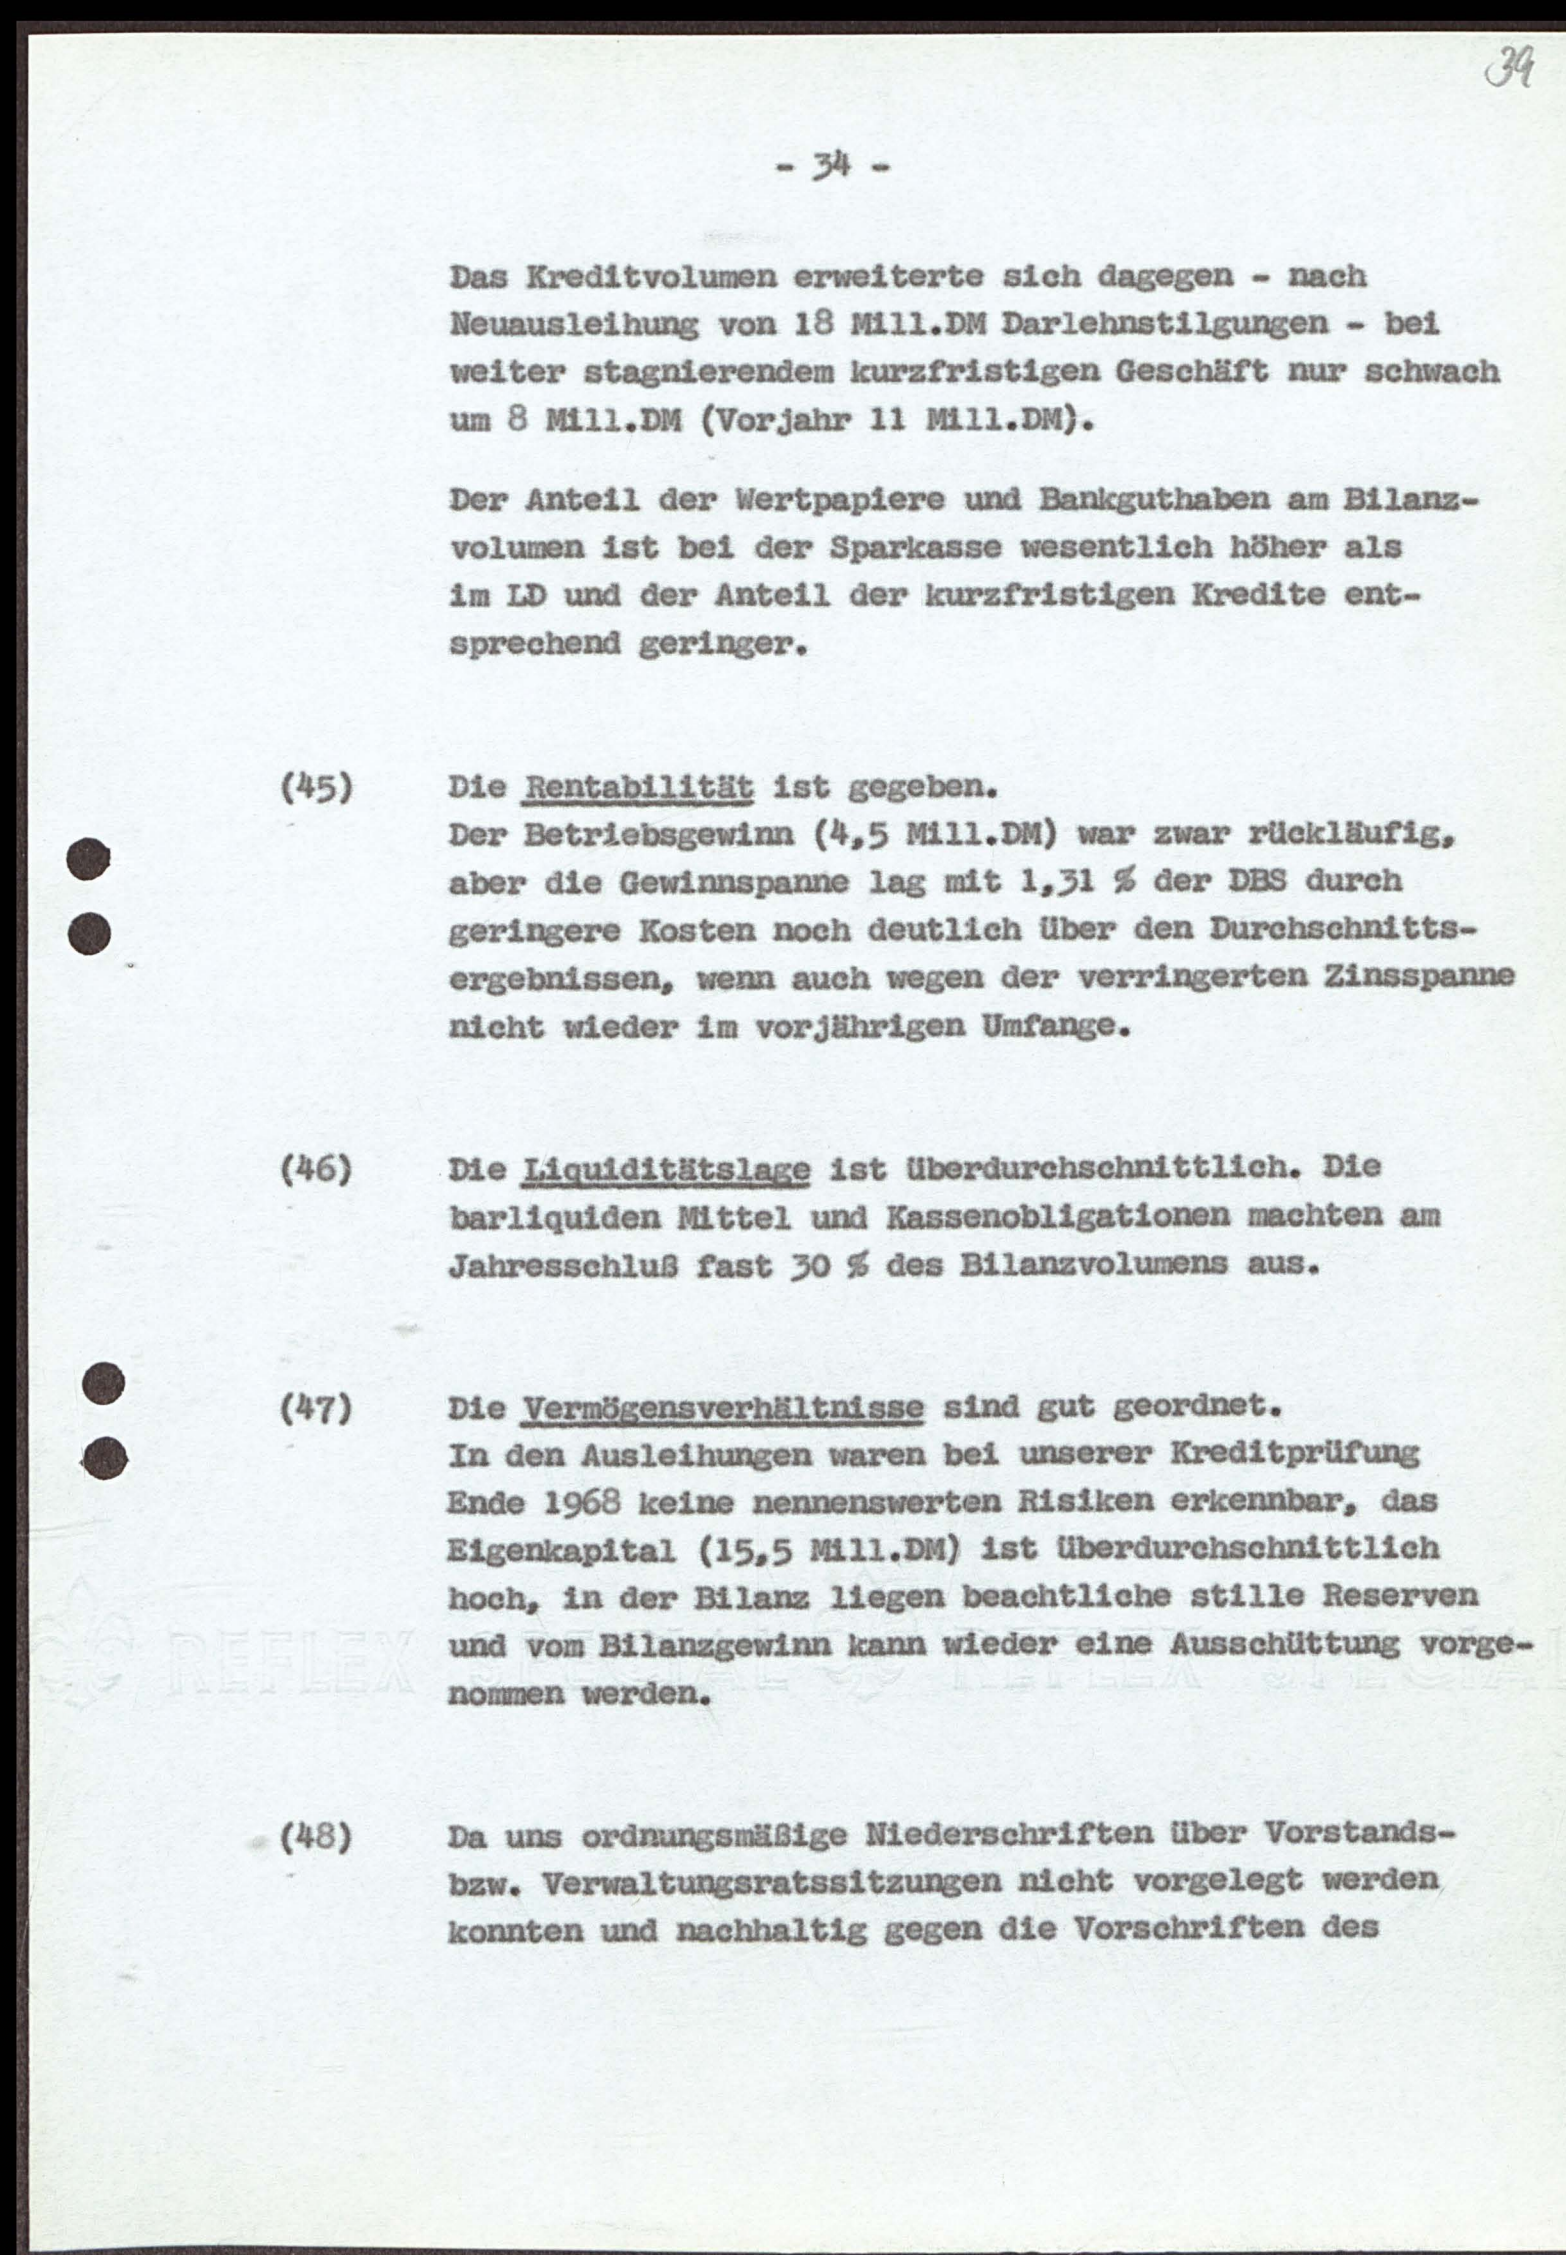 39
- 34 -
Das Kreditvolumen erweiterte sich dagegen - nach
Neuausleihung von 18 Mill.DM Darlehnstilgungen - bei
weiter stagnierendem kurzfristigen Geschäft nur schwach
um 8 Mill.DM (Vorjahr 11 Mill.DM).
Der Anteil der Wertpapiere und Bankguthaben am Bilanz-
volumen ist bei der Sparkasse wesentlich höher als
im LD und der Anteil der kurzfristigen Kredite ent-
sprechend geringer.
(45) Die Rentabilität ist gegeben.
Der Betriebsgewinn (4,5 Mill.DM) war zwar rückläufig,
aber die Gewinnspanne lag mit 1,31 % der DBS durch
geringere Kosten noch deutlich über den Durchschnitts-
ergebnissen, wenn auch wegen der verringerten Zinsspanne
nicht wieder im vorjährigen Umfange.
(46) Die Liquiditätslage ist überdurchschnittlich. Die
barliquiden Mittel und Kassenobligationen machten am
Jahresschluß fast 30 % des Bilanzvolumens aus.
(47) Die Vermögensverhältnisse sind gut geordnet.
In den Ausleihungen waren bei unserer Kreditprüfung
Ende 1968 keine nennenswerten Risiken erkennbar, das
Eigenkapital (15,5 Mill.DM) ist überdurchschnittlich
hoch, in der Bilanz liegen beachtliche stille Reserven
und vom Bilanzgewinn kann wieder eine Ausschüttung vorge-
REFLEX SPECIAL REFLEX SPECIAL
nommen werden.
(48) Da uns ordnungsmäßige Niederschriften über Vorstands-
bzw. Verwaltungsratssitzungen nicht vorgelegt werden
konnten und nachhaltig gegen die Vorschriften des